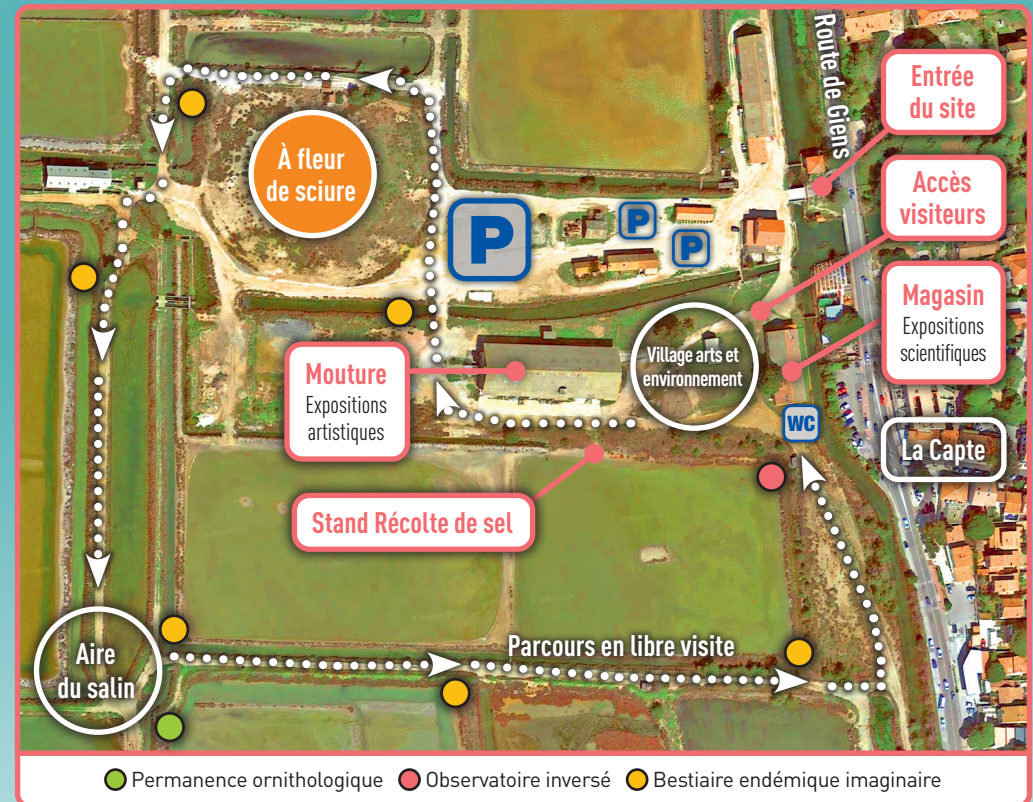 Route de Giens
Entrée
du site
À fleur
de sciure
Accès
visiteurs
P
P
P
Magasin
Expositions
scientifiques
Village arts et
environnement
Mouture
Expositions
artistiques
WC
La Capte
Stand Récolte de sel
Parcours en libre visite
Aire
du salin
Permanence ornithologique
Observatoire inversé
Bestiaire endémique imaginaire